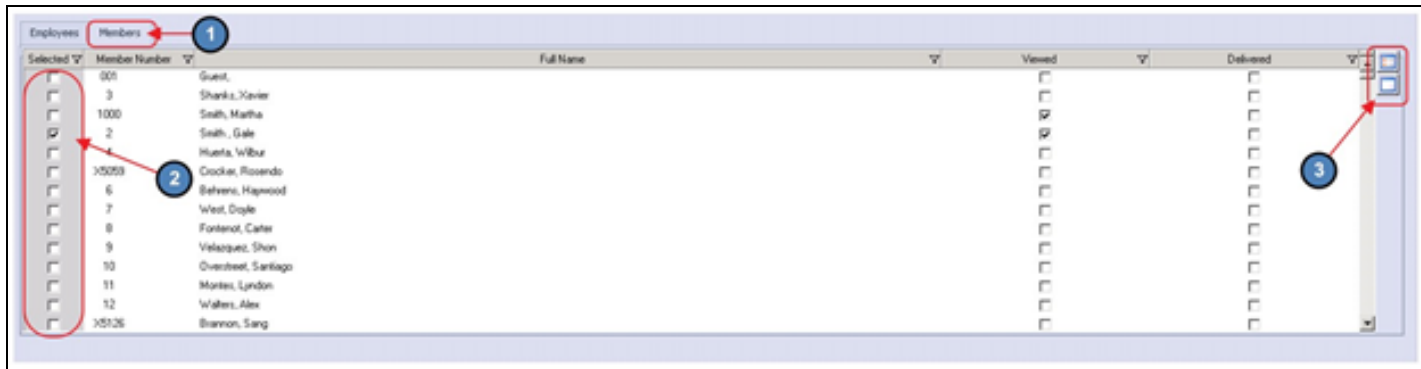 Employees Members 1
Selected Member Number Full Name Viewed Delivered
001 Guest,
3 Shanks, Xavier
1000 Smith, Martha
2 Smith , Gale
4 Huerta, Wilbur
X5059 Crocker, Rosendo
2
3
6 Behrens, Haywood
7 West, Doyle
8 Fontenot, Carter
9 Velazquez, Shon
10 Overstreet, Santiago
11 Montes, Lyndon
12 Walters, Alex
X5126 Brannon, Sang